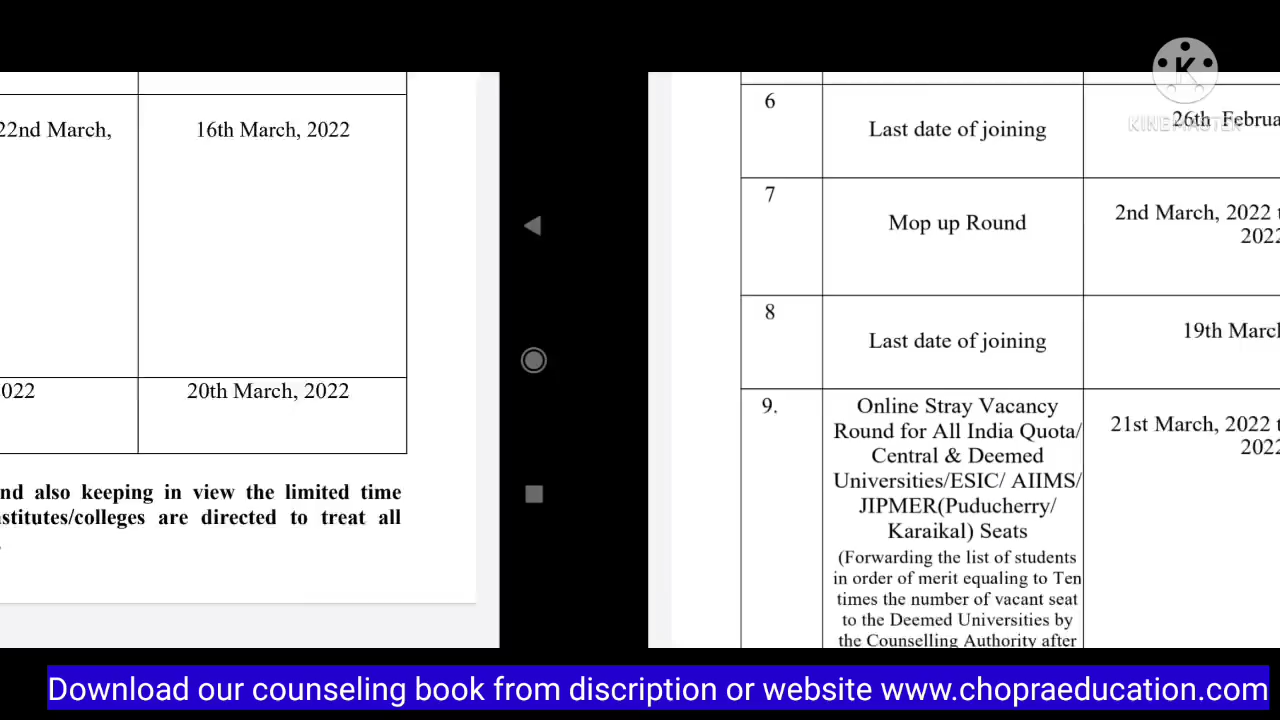 22nd March,
16th March, 2022
2022
20th March, 2022
and also keeping in view the limited time
institutes/colleges are directed to treat all
K
KINEMASTER
6
Last date of joining
26th Februa
7
Mop up Round
2nd March, 2022 t
2022
8
Last date of joining
19th March
9.
Online Stray Vacancy
Round for All India Quota/
Central & Deemed
Universities/ESIC/ AIIMS/
JIPMER(Puducherry/
Karaikal) Seats
(Forwarding the list of students
in order of merit equaling to Ten
times the number of vacant seat
to the Deemed Universities by
the Counselling Authority after
21st March, 2022 t
2022
Download our counseling book from discription or website www.chopraeducation.com